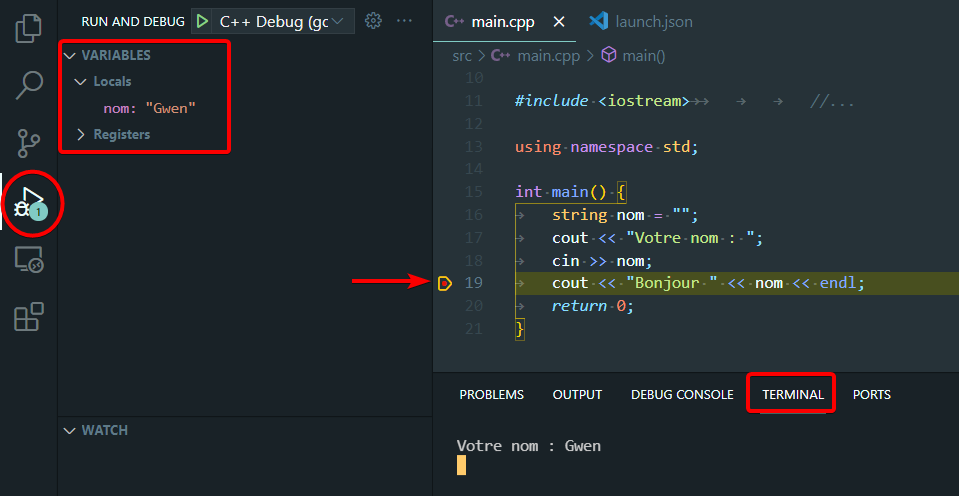 RUN AND DEBUG C++ Debug (gc
VARIABLES
Locals
nom: "Gwen"
Registers
1
WATCH
main.cpp
launch.json
src > main.cpp > main()
10
11 #include <iostream> //...
12
13 using namespace std;
14
15 int main() {
16 string nom = "";
17 cout << "Votre nom : ";
18 cin >> nom;
19 cout << "Bonjour " << nom << endl;
20 return 0;
21 }
PROBLEMS OUTPUT DEBUG CONSOLE TERMINAL PORTS
Votre nom : Gwen